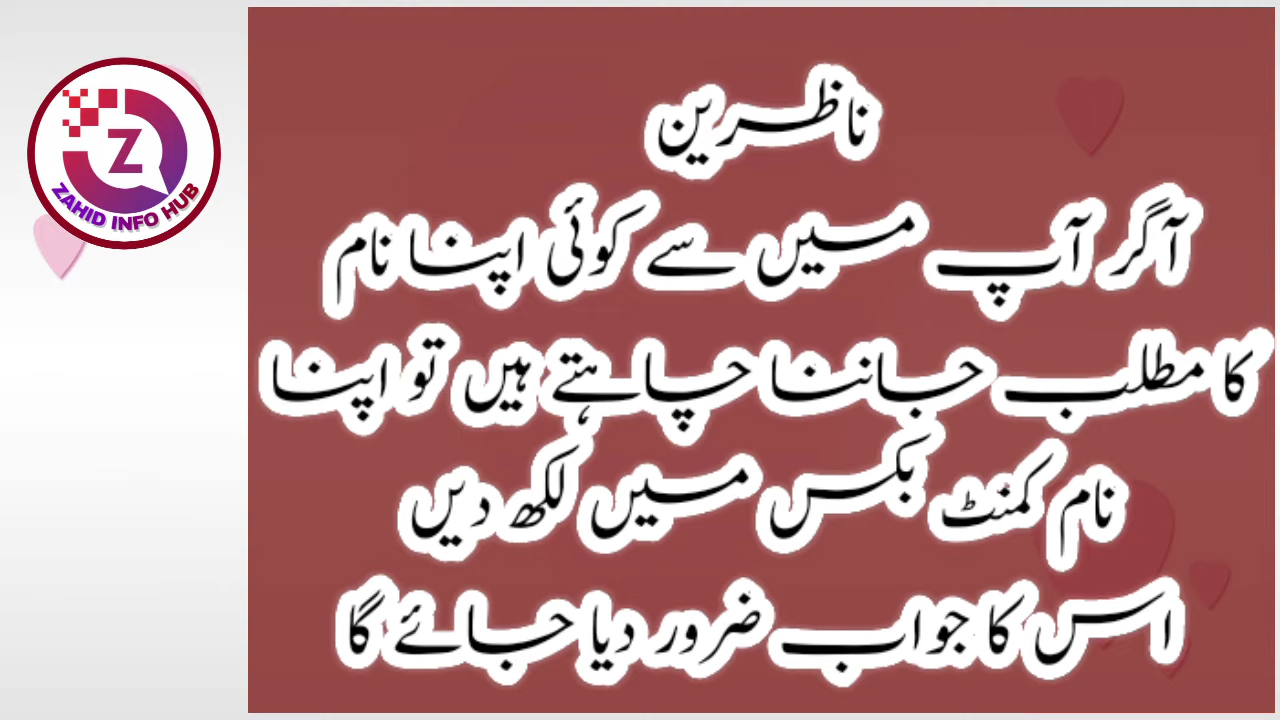 Z
ZAHID INFO HUB
ناظرین
آگر آپ میں سے کوئی اپنا نام
کا مطلب جاننا چاہتے ہیں تو اپنا
نام کمنٹ بکس میں لکھ دیں
اس کا جواب ضرور دیا جائے گا